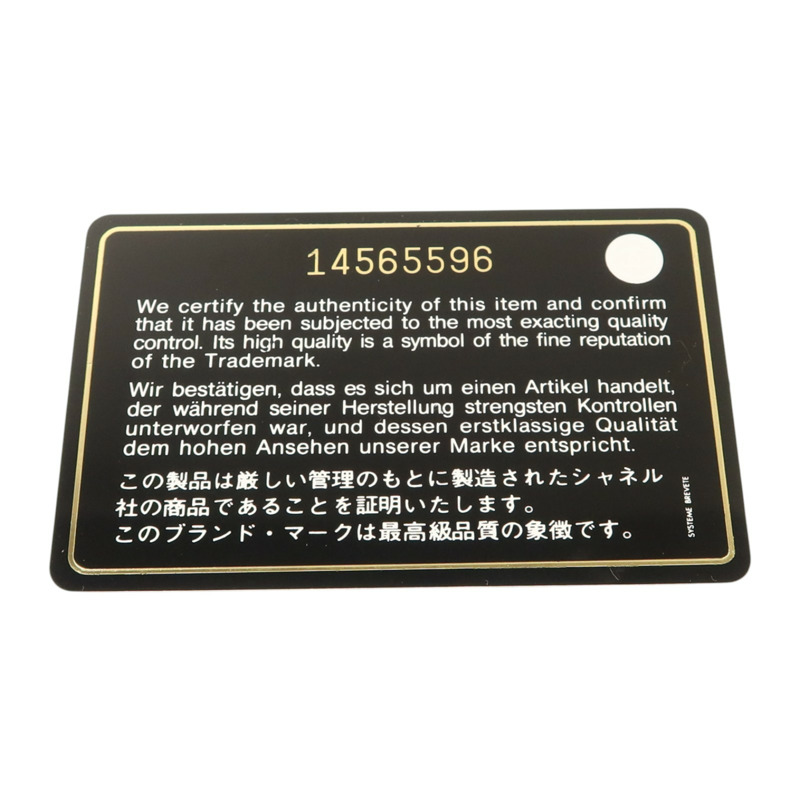 14565596
We certify the authenticity of this item and confirm
that it has been subjected to the most exacting quality
control. Its high quality is a symbol of the fine reputation
of the Trademark.
Wir bestätigen, dass es sich um einen Artikel handelt,
der während seiner Herstellung strengsten Kontrollen
unterworfen war, und dessen erstklassige Qualität
dem hohen Ansehen unserer Marke entspricht.
この製品は厳しい管理のもとに製造されたシャネル
社の商品であることを証明いたします。
このブランド・マークは最高級品質の象徴です。
SYSTEME BREVETE